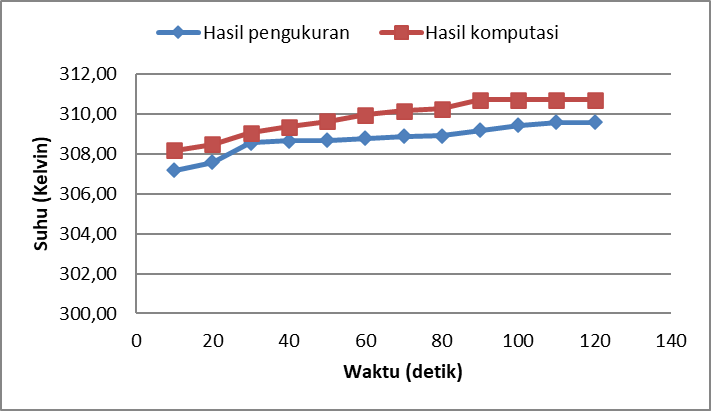 Hasil pengukuran
Hasil komputasi
312,00
310,00
308,00
306,00
304,00
302,00
300,00
Suhu (Kelvin)
0 20 40 60 80 100 120 140
Waktu (detik)